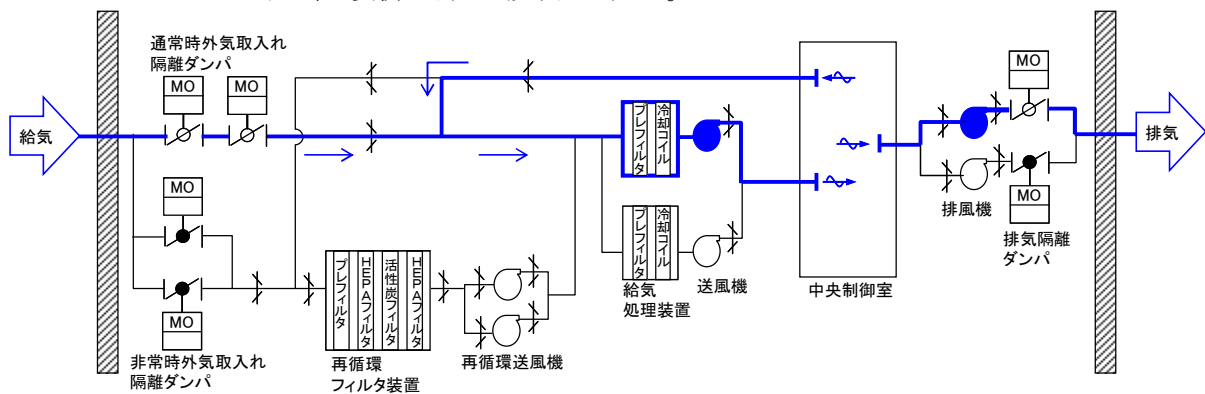 通常時外気取入れ
隔離ダンパ
MO
MO
給気
MO
MO
非常時外気取入れ
隔離ダンパ
プレフィルタ
HEPAフィルタ
活性炭フィルタ
HEPAフィルタ
再循環
フィルタ装置
再循環送風機
プレフィルタ
冷却コイル
プレフィルタ
冷却コイル
給気
処理装置
送風機
中央制御室
MO
MO
排風機
排気隔離
ダンパ
排気